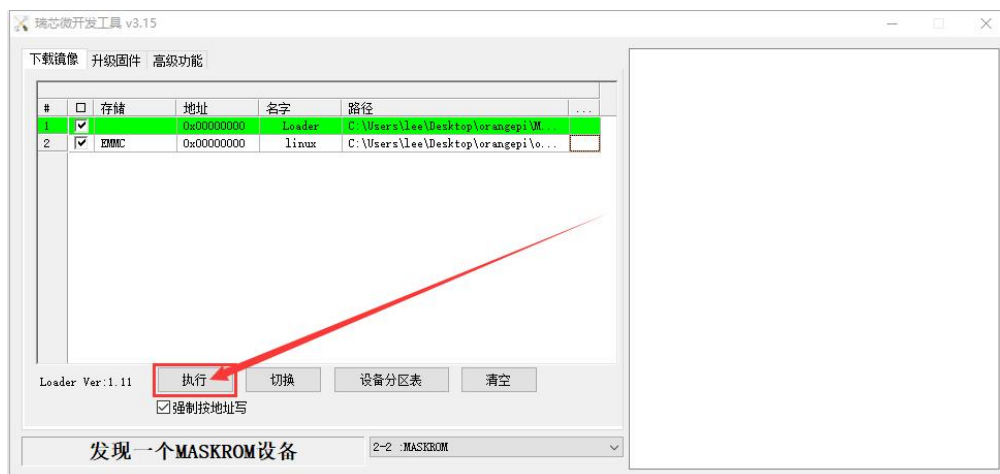 瑞芯微开发工具 v3.15
下载镜像 升级固件 高级功能
# 存储 地址 名字 路径 ...
1 0x00000000 Loader C:\Users\lee\Desktop\orangepi\M...
2 EMMC 0x00000000 linux C:\Users\lee\Desktop\orangepi\o...
Loader Ver:1.11 执行 切换 设备分区表 清空
强制按地址写
发现一个MASKROM设备 2-2 :MASKROM